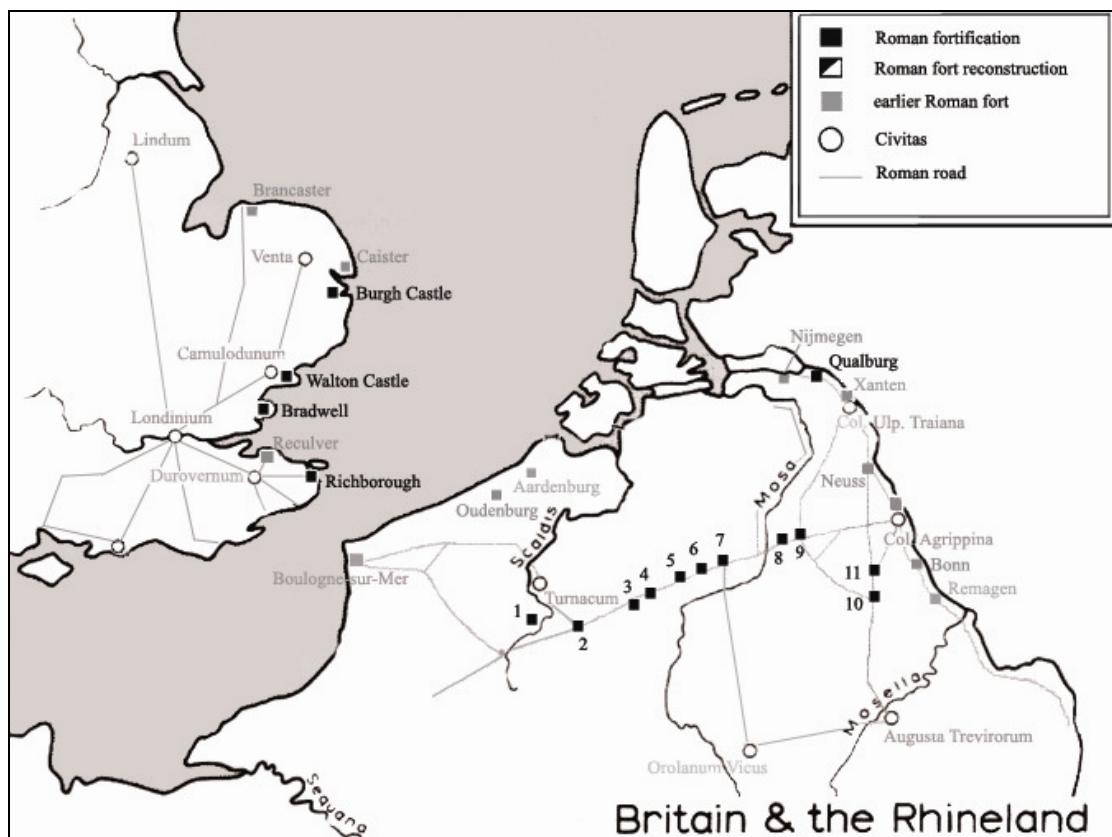 Roman fortification
Roman fort reconstruction
earlier Roman fort
Civitas
Roman road
Lindum
Brancaster
Venta
Caister
Burgh Castle
Camulodunum
Walton Castle
Londinium
Bradwell
Reculver
Durovernum
Richborough
Nijmegen
Qualburg
Xanten
Col. Ulp. Traiana
Neuss
Mosa
Aardenburg
Oudenburg
Scaldis
Col. Agrippina
Boulogne-sur-Mer
Turnacum
Bonn
Remagen
1
2
3
4
5
6
7
8
9
11
10
Mosella
Augusta Trevirorum
Orolanum Vicus
Sequana
Britain & the Rhineland